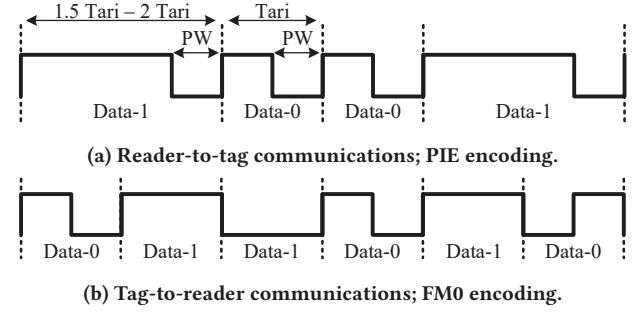 1.5 Tari – 2 Tari Tari
PW PW
Data-1 Data-0 Data-0 Data-1
(a) Reader-to-tag communications; PIE encoding.
Data-0 Data-1 Data-1 Data-0 Data-1 Data-0
(b) Tag-to-reader communications; FM0 encoding.